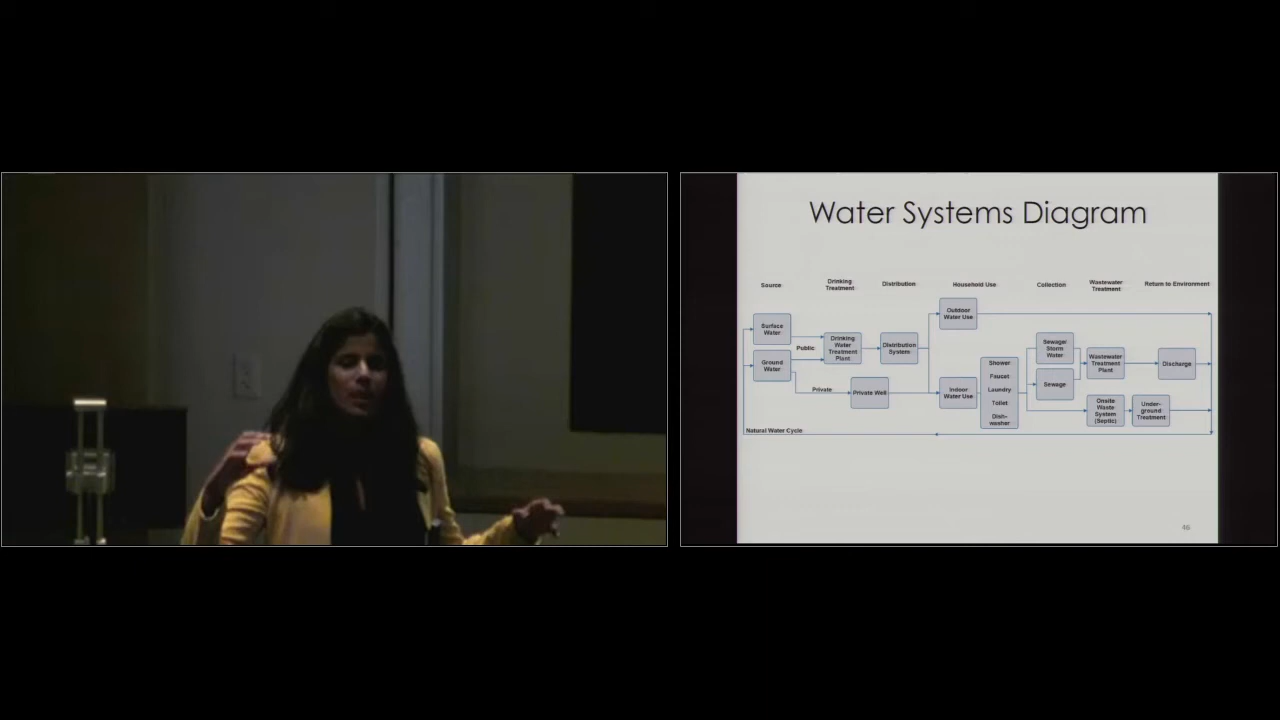 Water Systems Diagram
Source
Drinking
Treatment
Distribution
Household Use
Collection
Wastewater
Treatment
Return to Environment
Surface
Water
Ground
Water
Public
Private
Drinking
Water
Treatment
Plant
Distribution
System
Private Well
Outdoor
Water Use
Indoor
Water Use
Shower
Faucet
Laundry
Toilet
Dish-
washer
Sewage/
Storm
Water
Sewage
Wastewater
Treatment
Plant
Onsite
Waste
System
(Septic)
Under-
ground
Treatment
Discharge
Natural Water Cycle
46